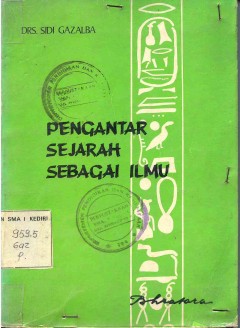 DRS. SIDI GAZALBA
PENGANTAR
SEJARAH
SEBAGAI ILMU
N SMA I KEDIRI
959.5
Gaz
P.
Bhratara